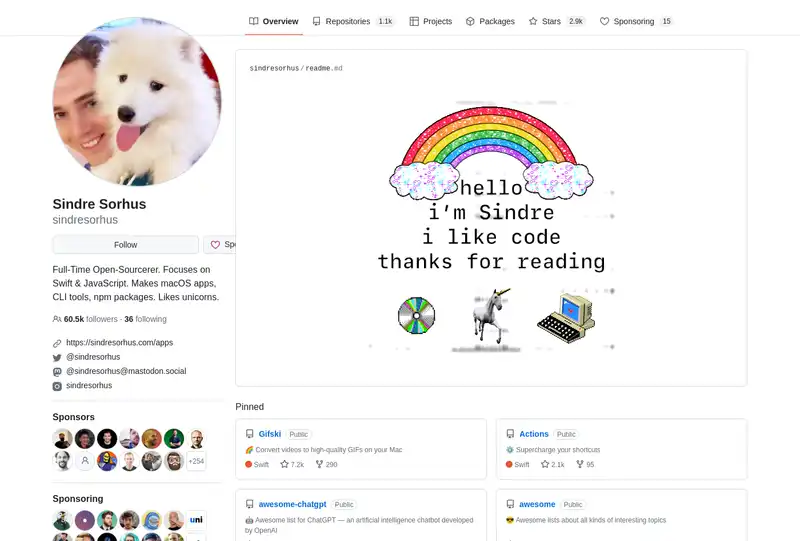 Overview
Repositories 1.1k
Projects
Packages
Stars 2.9k
Sponsoring 15
Sindre Sorhus
sindresorhus
Follow
Full-Time Open-Sourcerer. Focuses on
Swift & JavaScript. Makes macOS apps,
CLI tools, npm packages. Likes unicorns.
60.5k followers · 36 following
https://sindresorhus.com/apps
@sindresorhus
@sindresorhus@mastodon.social
sindresorhus
Sponsors
+254
Sponsoring
uni
sindresorhus/readme.md
hello
i'm Sindre
i like code
thanks for reading
Pinned
Gifski Public
🌈 Convert videos to high-quality GIFs on your Mac
Swift 7.2k 290
Actions Public
⚙️ Supercharge your shortcuts
Swift 2.1k 95
awesome-chatgpt Public
🤖 Awesome list for ChatGPT — an artificial intelligence chatbot developed
by OpenAI
awesome Public
😎 Awesome lists about all kinds of interesting topics